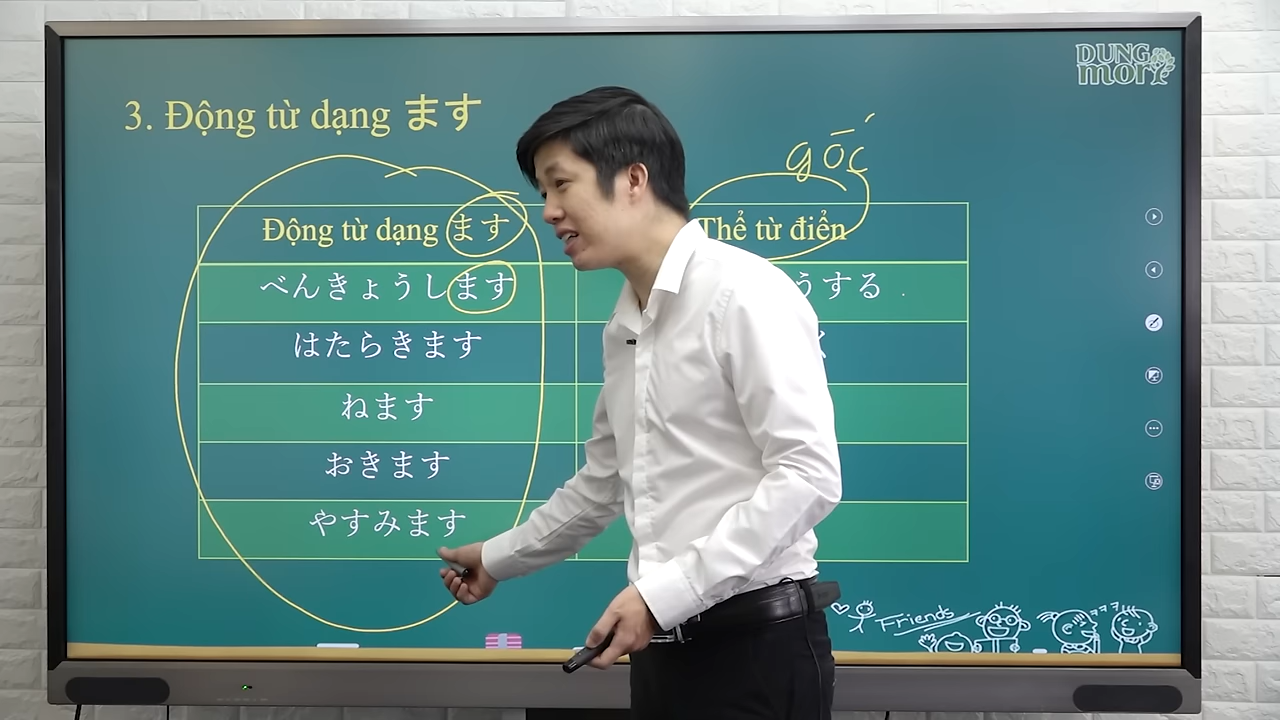 DUNG
mori
3. Động từ dạng ます
gốc
Động từ dạng ます
Thể từ điển
べんきょうします
うする
はたらきます
ねます
おきます
やすみます
Friends